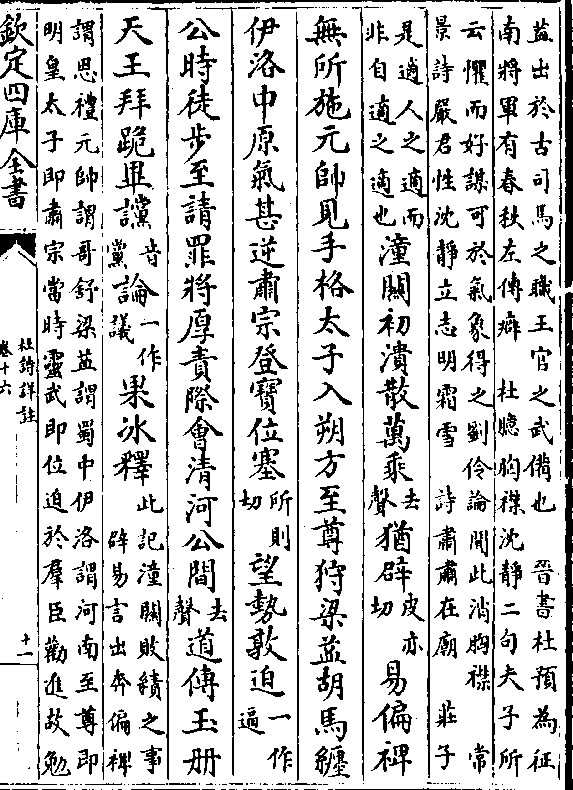 蓋出於古司馬之職王官之武備也 晉書杜預為征
南將軍有春秋左傳癖 杜臆胸襟沈靜二句夫子所
云懼而好謀可於氣象得之劉伶論開此消胸襟 常
景詩嚴君性沈靜立志明霜雪 詩肅肅在廟 莊子
是適人之適而
非自適之適也
潼關初潰散萬乘去聲猶辟皮亦切易偏裨
無所施元帥見手格太子入朔方至尊狩梁益胡馬纏
伊洛中原氣甚逆肅宗登寶位塞所則切望勢敦迫一作逼
公時徒步至請罪將厚責際會清河公間去聲道傳玉册
天王拜跪畢讜音黨論一作議果冰釋
此記潼關敗績之事
辟易言出奔偏裨
謂思禮元帥謂哥舒梁益謂蜀中伊洛謂河南至尊即
明皇太子即肅宗當時靈武即位迫於羣臣勸進故勉
欽定四庫全書
杜詩詳註
卷十六
十一